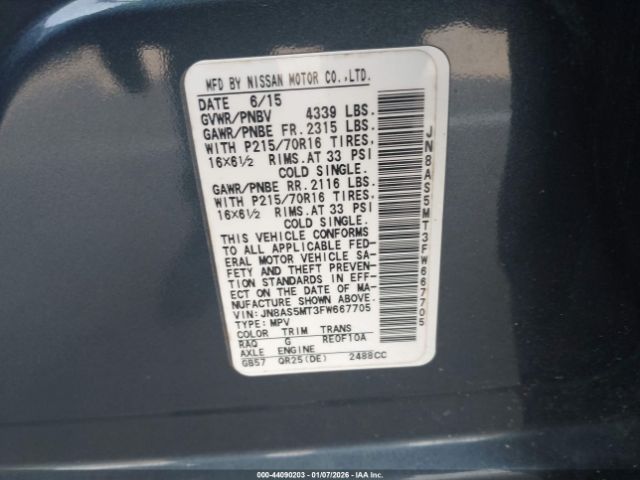 MFD BY NISSAN MOTOR CO.,LTD.
DATE 6/15
GVWR/PNBV 4339 LBS.
GAWR/PNBE FR. 2315 LBS.
WITH P215/70R16 TIRES,
16×6½ RIMS. AT 33 PSI
COLD SINGLE.
GAWR/PNBE RR. 2116 LBS.
WITH P215/70R16 TIRES,
16×6½ RIMS. AT 33 PSI
COLD SINGLE.
THIS VEHICLE CONFORMS
TO ALL APPLICABLE FED-
ERAL MOTOR VEHICLE SA-
FETY AND THEFT PREVEN-
TION STANDARDS IN EFF-
ECT ON THE DATE OF MA-
NUFACTURE SHOWN ABOVE.
VIN:JN8AS5MT3FW667705
TYPE: MPV
COLOR TRIM TRANS
RAQ G RE0F10A
AXLE ENGINE
GB57 QR25(DE) 2488CC
JN8AS5MT3FW667705
000-44090203 - 01/07/2026 - IAA Corp.